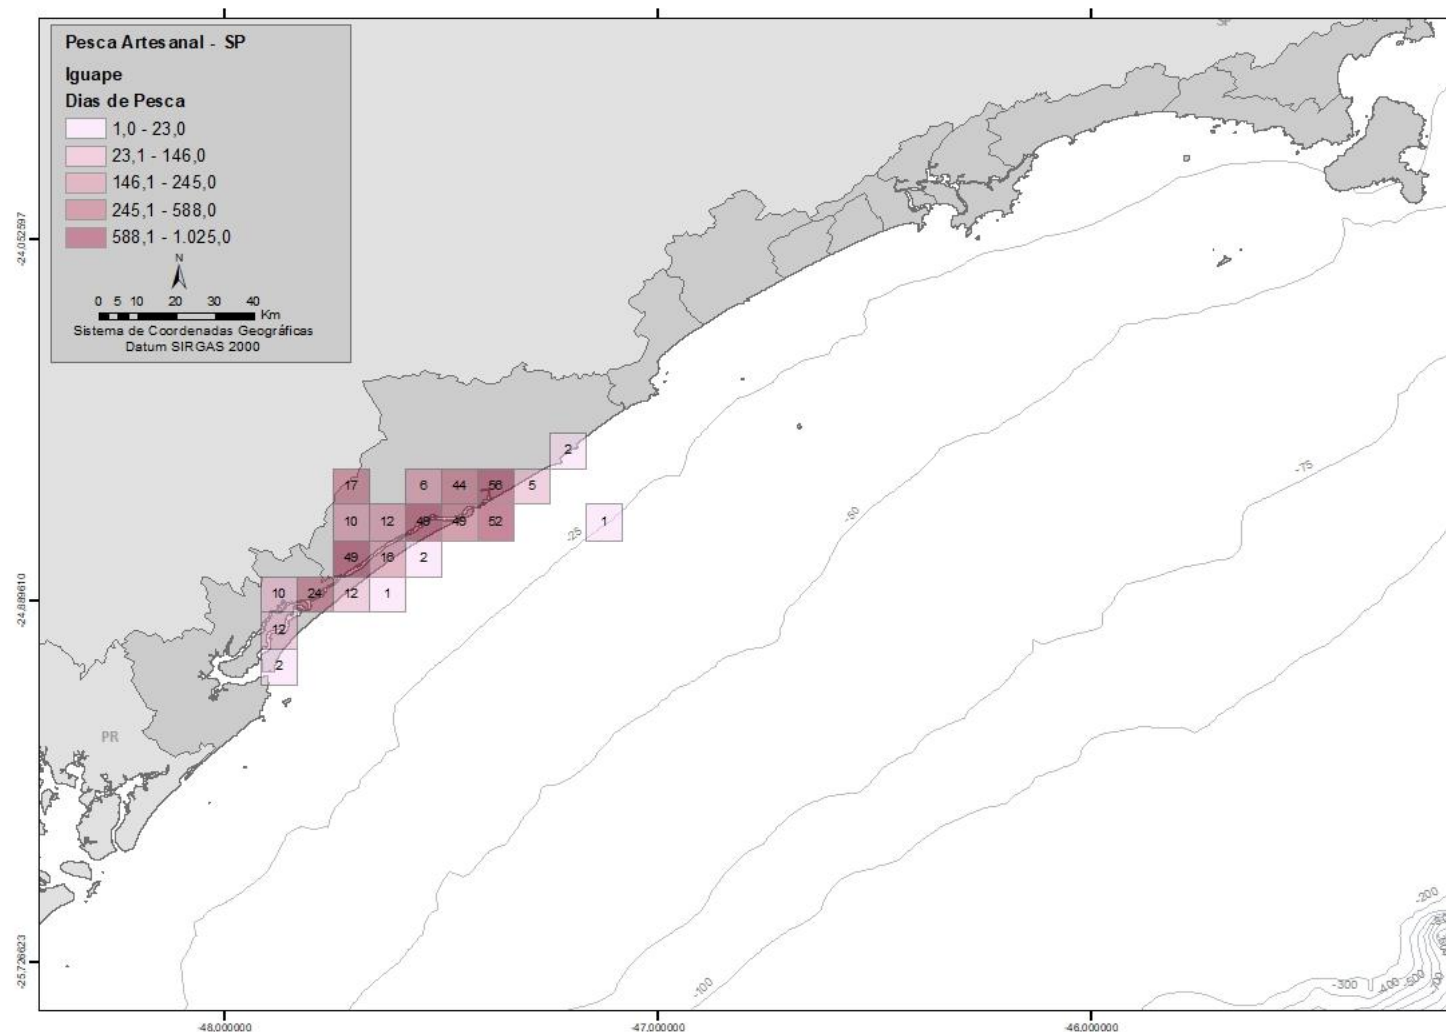 SP
Pesca Artesanal - SP
Iguape
Dias de Pesca
1,0 - 23,0
23,1 - 146,0
146,1 - 245,0
245,1 - 588,0
588,1 - 1.025,0
N
0 5 10 20 30 40
Km
Sistema de Coordenadas Geográficas
Datum SIRGAS 2000
-24.052597
2
17 6 44 56 5
10 12 49 52 1
-25
-50
-75
49 16 2
10 24 12 1
-24.889610
12
2
PR
-25.726623
-100
-200
-300 -400 -500
-48.000000 -47.000000 -46.000000